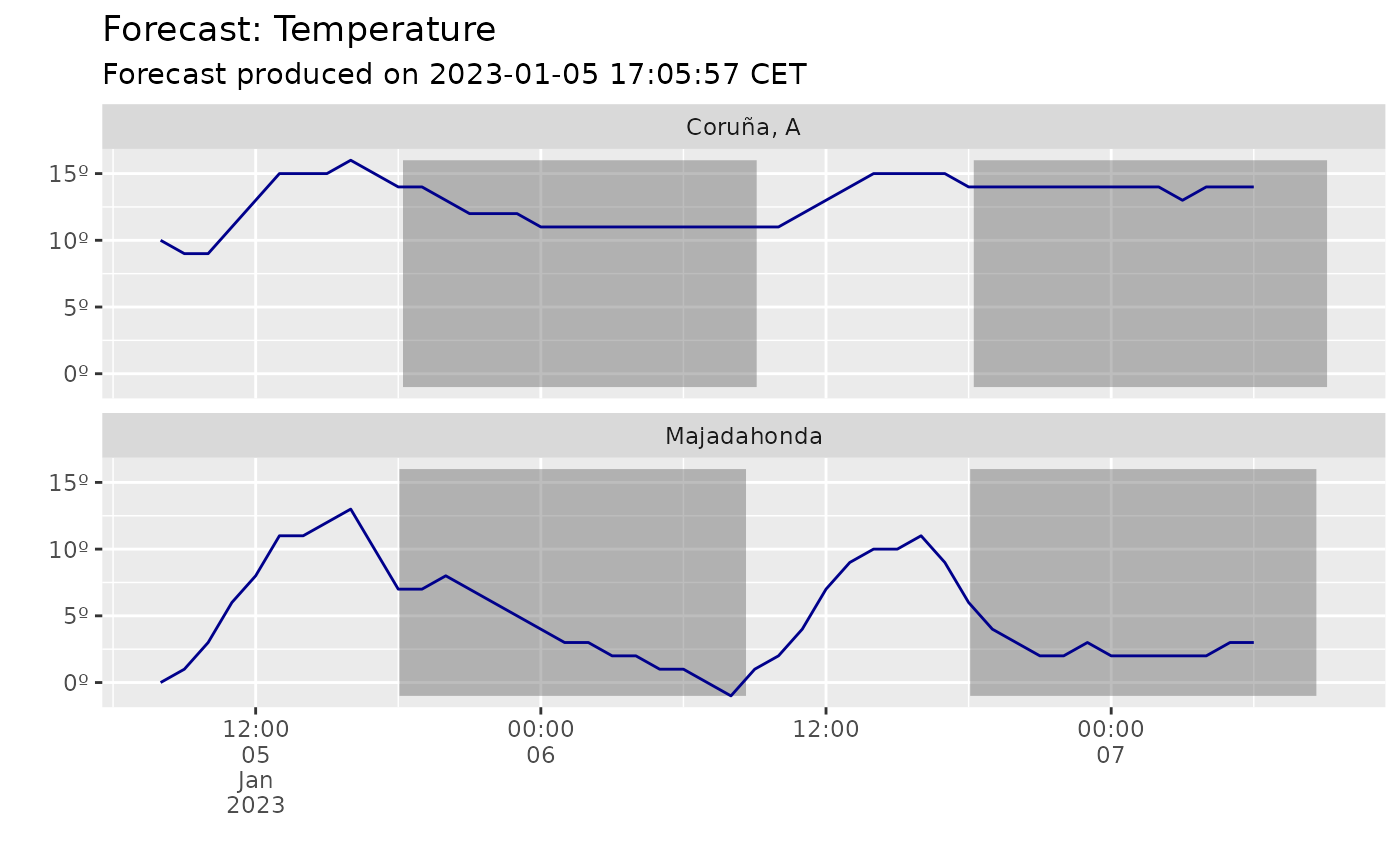 Forecast: Temperature
Forecast produced on 2023-01-05 17:05:57 CET
Coruña, A
15º
10º
5º
0º
Majadahonda
15º
10º
5º
0º
12:00 00:00 12:00 00:00
05 06 07
Jan
2023